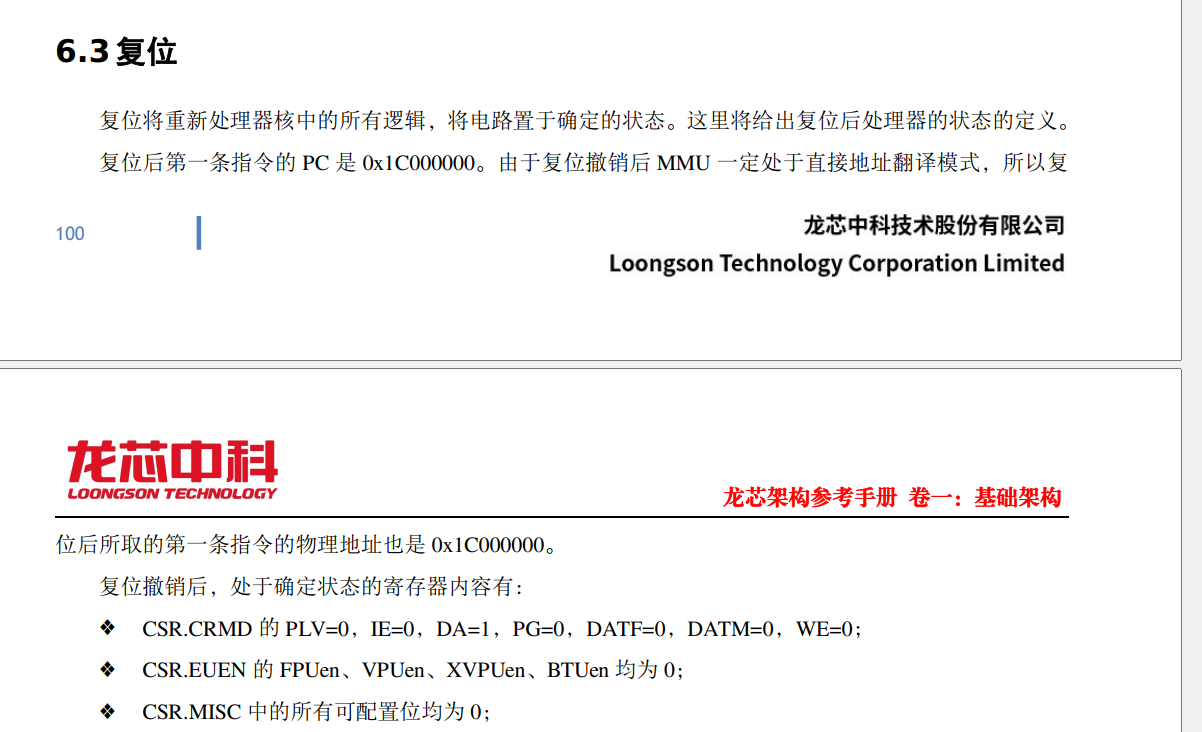 6.3复位
复位将重新处理器核中的所有逻辑，将电路置于确定的状态。这里将给出复位后处理器的状态的定义。
复位后第一条指令的 PC 是 0x1C000000。由于复位撤销后 MMU 一定处于直接地址翻译模式，所以复
龙芯中科技术股份有限公司
100
Loongson Technology Corporation Limited
龙芯中科
LOONGSON TECHNOLOGY
龙芯架构参考手册 卷一：基础架构
位后所取的第一条指令的物理地址也是 0x1C000000。
复位撤销后，处于确定状态的寄存器内容有：
❖ CSR.CRMD 的 PLV=0，IE=0，DA=1，PG=0，DATF=0，DATM=0，WE=0；
❖ CSR.EUEN 的 FPUen、VPUen、XVPUen、BTUen 均为 0；
❖ CSR.MISC 中的所有可配置位均为 0；